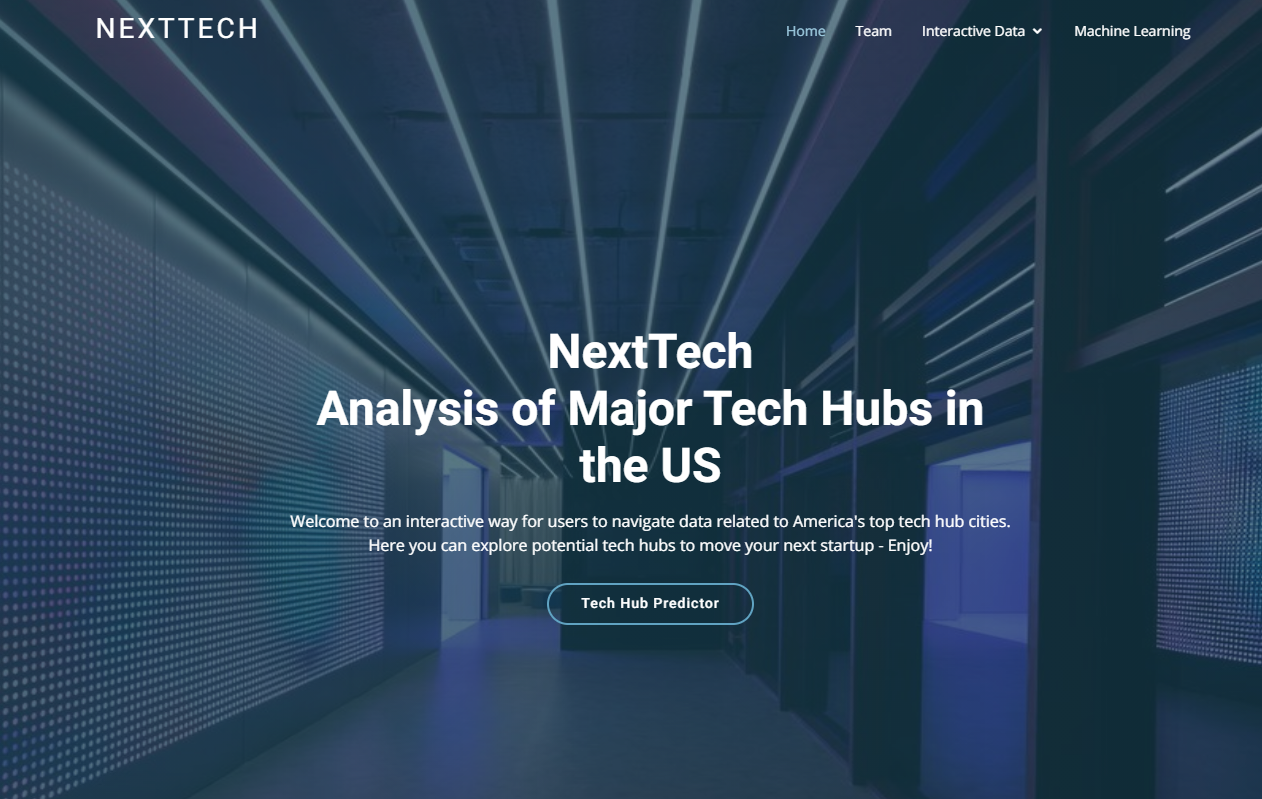 NEXTTECH
Home Team Interactive Data Machine Learning
NextTech
Analysis of Major Tech Hubs in
the US
Welcome to an interactive way for users to navigate data related to America's top tech hub cities.
Here you can explore potential tech hubs to move your next startup - Enjoy!
Tech Hub Predictor